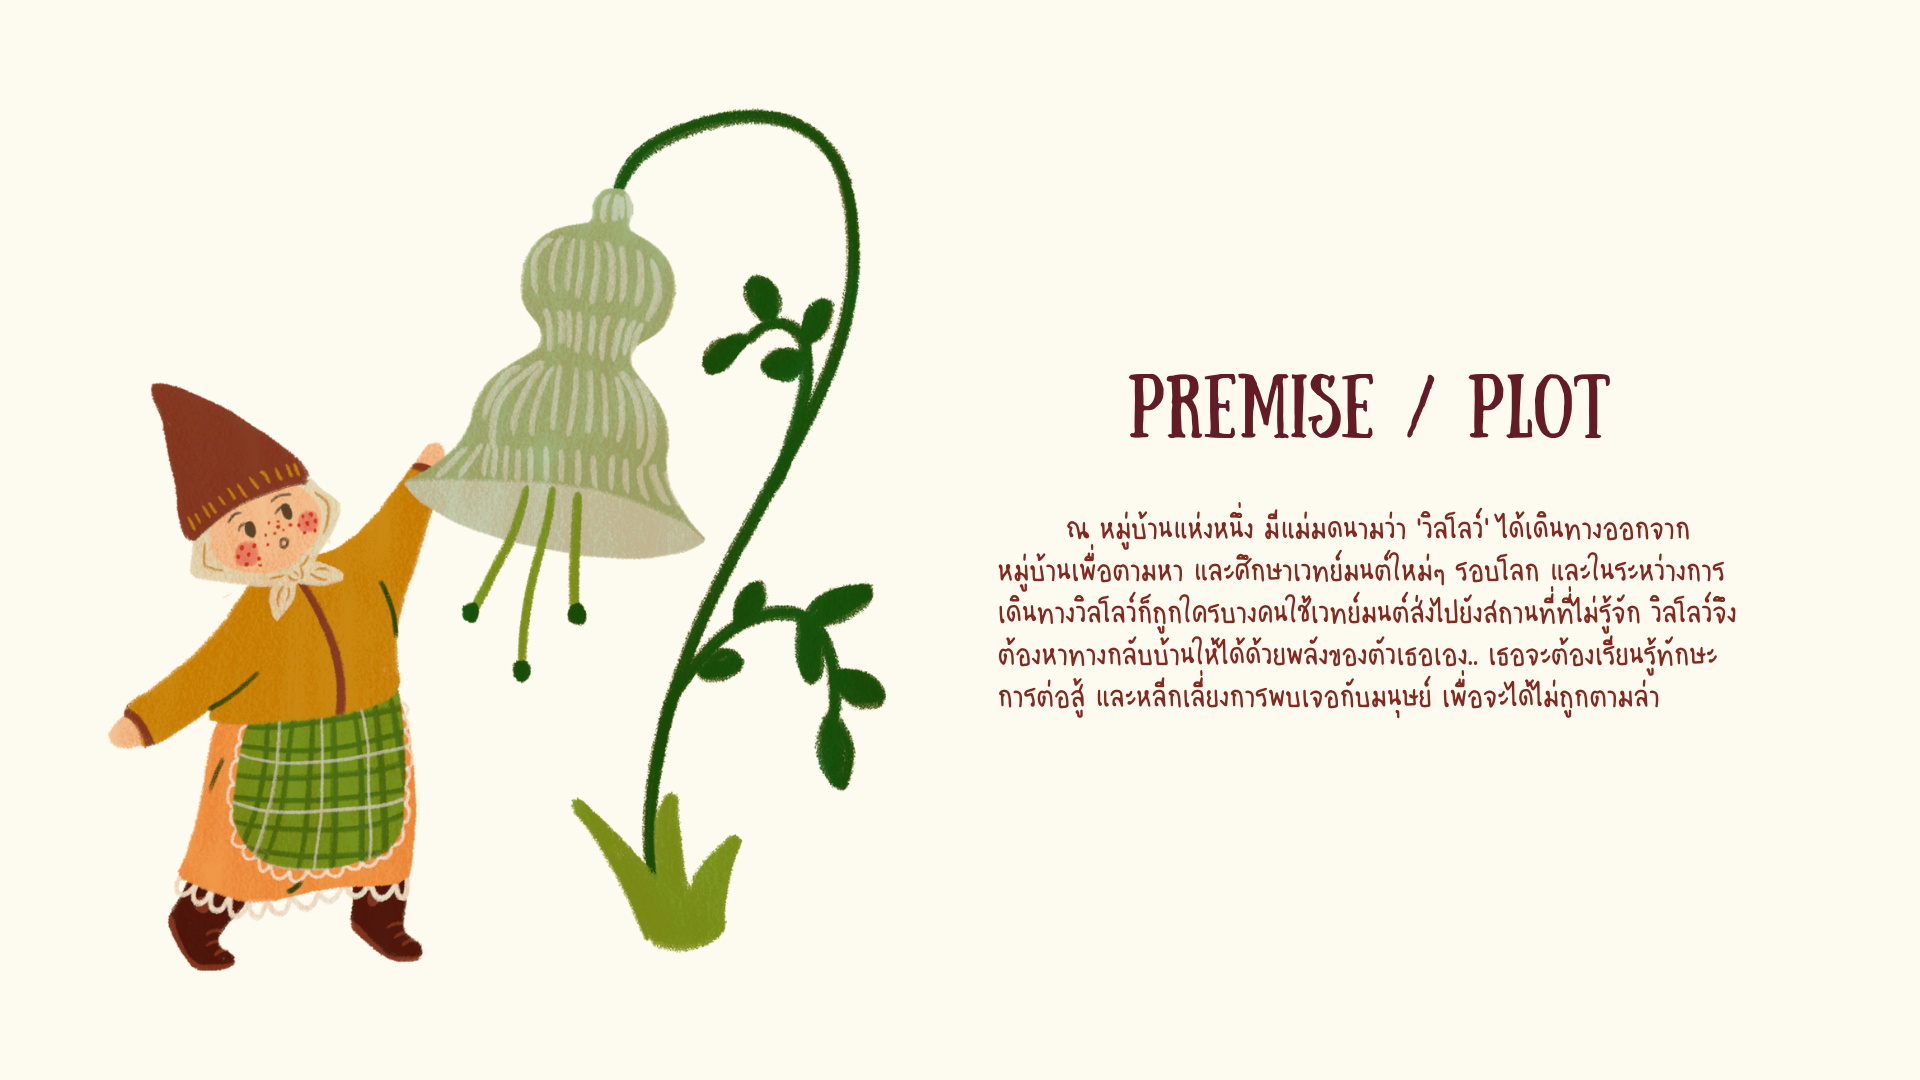 PREMISE / PLOT
ณ หมู่บ้านแห่งหนึ่ง มีแม่มดนามว่า 'วิลโลว์' ได้เดินทางออกจาก
หมู่บ้านเพื่อตามหา และศึกษาเวทย์มนต์ใหม่ๆ รอบโลก และในระหว่างการ
เดินทางวิลโลว์ก็ถูกใครบางคนใช้เวทย์มนต์ส่งไปยังสถานที่ที่ไม่รู้จัก วิลโลว์จึง
ต้องหาทางกลับบ้านให้ได้ด้วยพลังของตัวเธอเอง.. เธอจะต้องเรียนรู้ทักษะ
การต่อสู้ และหลีกเลี่ยงการพบเจอกับมนุษย์ เพื่อจะได้ไม่ถูกตามล่า